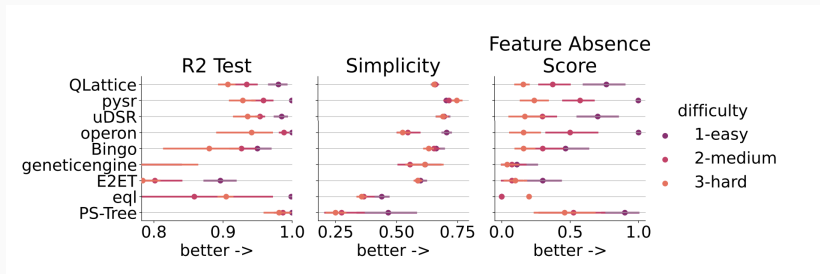 R2 Test
Simplicity
Feature Absence
Score
QLattice
pysr
uDSR
operon
Bingo
geneticengine
E2ET
eql
PS-Tree
0.8 0.9 1.0
better ->
0.25 0.50 0.75
better ->
0.0 0.5 1.0
better ->
difficulty
1-easy
2-medium
3-hard